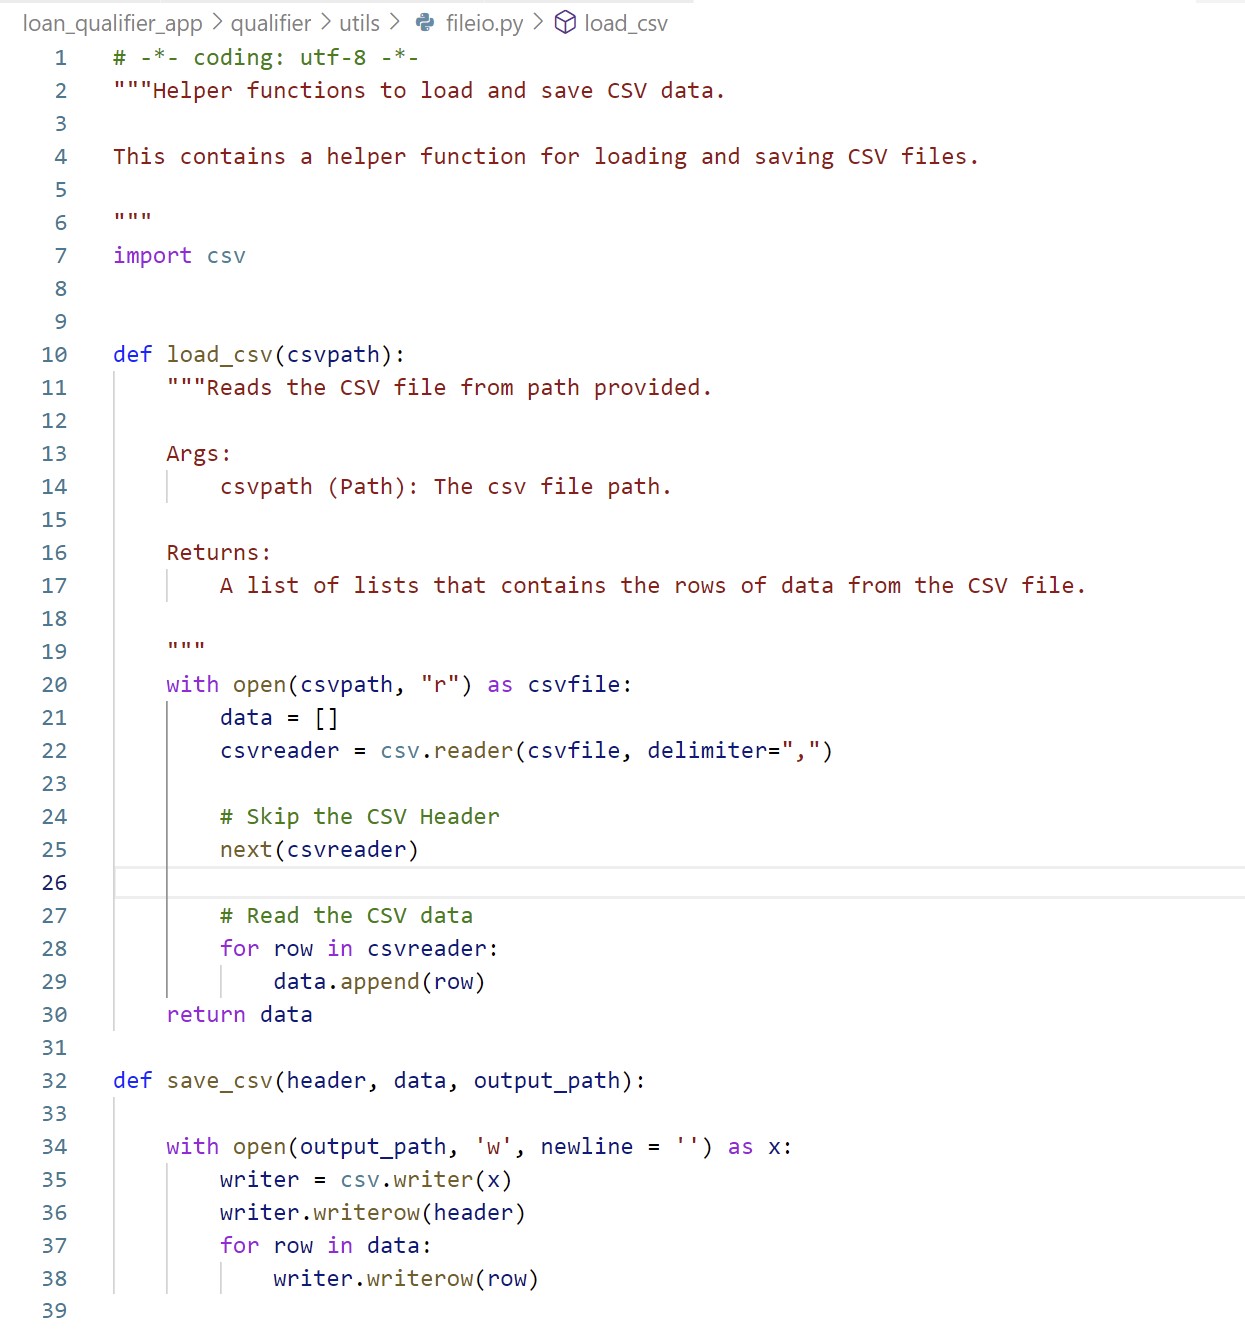 loan_qualifier_app > qualifier > utils > fileio.py > load_csv
1 # -*- coding: utf-8 -*-
2 """Helper functions to load and save CSV data.
3
4 This contains a helper function for loading and saving CSV files.
5
6 """
7 import csv
8
9
10 def load_csv(csvpath):
11     """Reads the CSV file from path provided.
12
13     Args:
14         csvpath (Path): The csv file path.
15
16     Returns:
17         A list of lists that contains the rows of data from the CSV file.
18
19     """
20     with open(csvpath, "r") as csvfile:
21         data = []
22         csvreader = csv.reader(csvfile, delimiter=",")
23
24         # Skip the CSV Header
25         next(csvreader)
26
27         # Read the CSV data
28         for row in csvreader:
29             data.append(row)
30     return data
31
32 def save_csv(header, data, output_path):
33
34     with open(output_path, 'w', newline = '') as x:
35         writer = csv.writer(x)
36         writer.writerow(header)
37         for row in data:
38             writer.writerow(row)
39